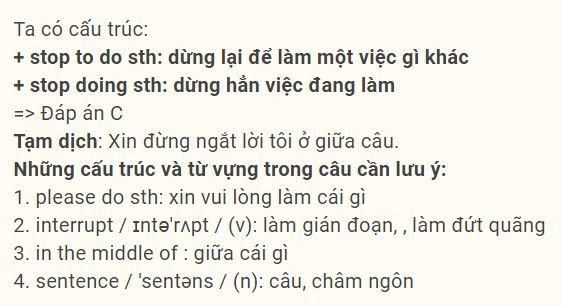 Ta có cấu trúc:
+ stop to do sth: dừng lại để làm một việc gì khác
+ stop doing sth: dừng hẳn việc đang làm
=> Đáp án C
Tạm dịch: Xin đừng ngắt lời tôi ở giữa câu.
Những cấu trúc và từ vựng trong câu cần lưu ý:
1. please do sth: xin vui lòng làm cái gì
2. interrupt / ɪntə'rʌpt / (v): làm gián đoạn, , làm đứt quãng
3. in the middle of : giữa cái gì
4. sentence / 'sentəns / (n): câu, châm ngôn